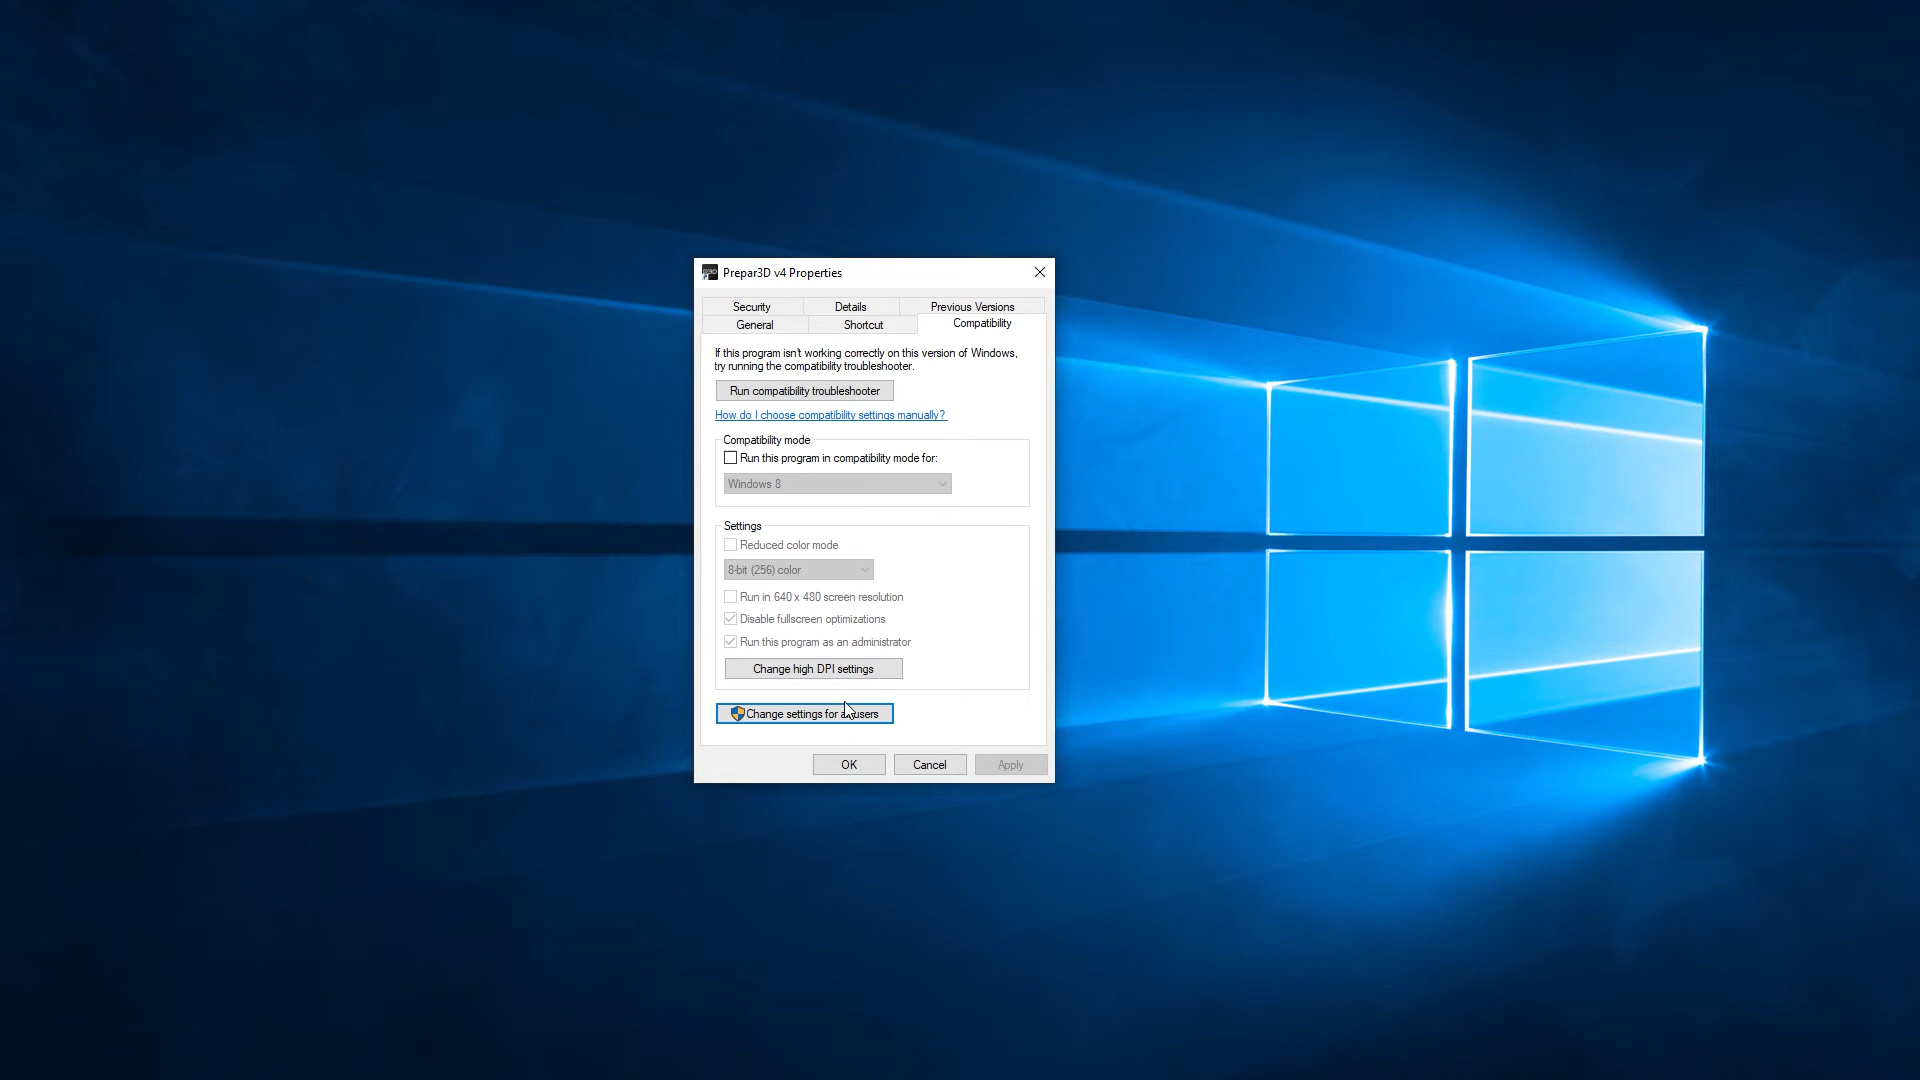 Prepar3D v4 Properties
Security Details Previous Versions
General Shortcut Compatibility
If this program isn't working correctly on this version of Windows,
try running the compatibility troubleshooter.
Run compatibility troubleshooter
How do I choose compatibility settings manually?
Compatibility mode
Run this program in compatibility mode for:
Windows 8
Settings
Reduced color mode
8-bit (256) color
Run in 640 x 480 screen resolution
Disable fullscreen optimizations
Run this program as an administrator
Change high DPI settings
Change settings for all users
OK Cancel Apply